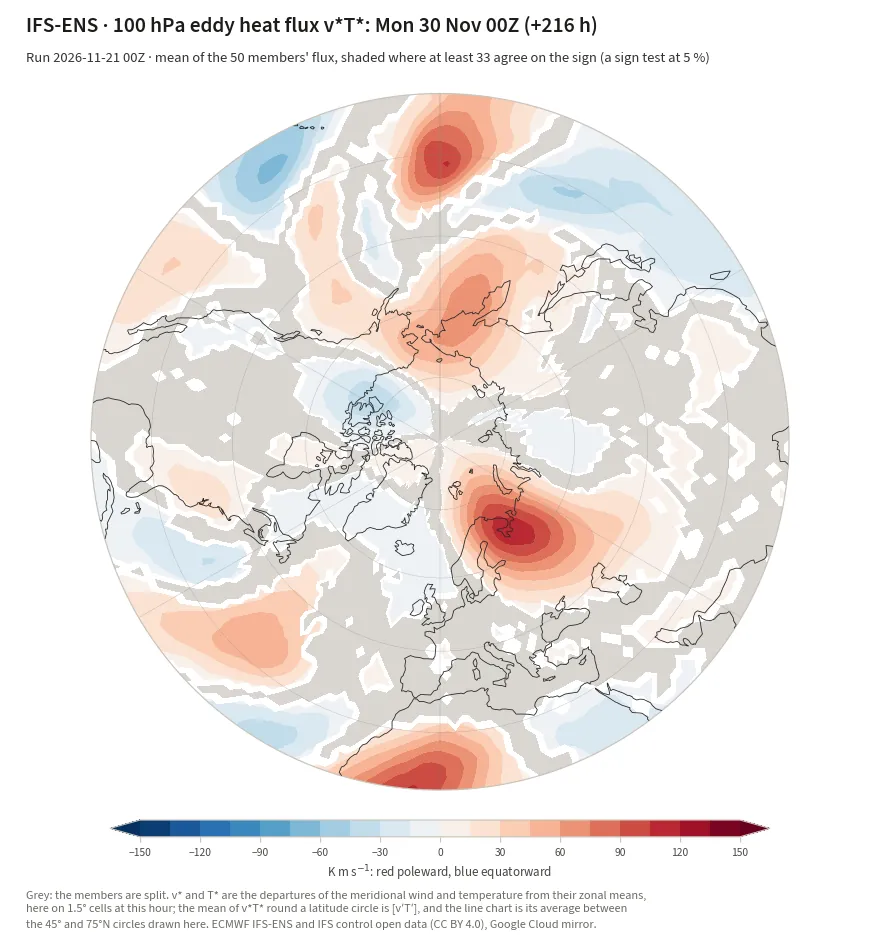 IFS-ENS · 100 hPa eddy heat flux v*T*: Mon 30 Nov 00Z (+216 h)
Run 2026-11-21 00Z · mean of the 50 members' flux, shaded where at least 33 agree on the sign (a sign test at 5 %)
−150 −120 −90 −60 −30 0 30 60 90 120 150
K m s⁻¹: red poleward, blue equatorward
Grey: the members are split. v* and T* are the departures of the meridional wind and temperature from their zonal means,
here on 1.5° cells at this hour; the mean of v*T* round a latitude circle is [v′T′], and the line chart is its average between
the 45° and 75°N circles drawn here. ECMWF IFS-ENS and IFS control open data (CC BY 4.0), Google Cloud mirror.